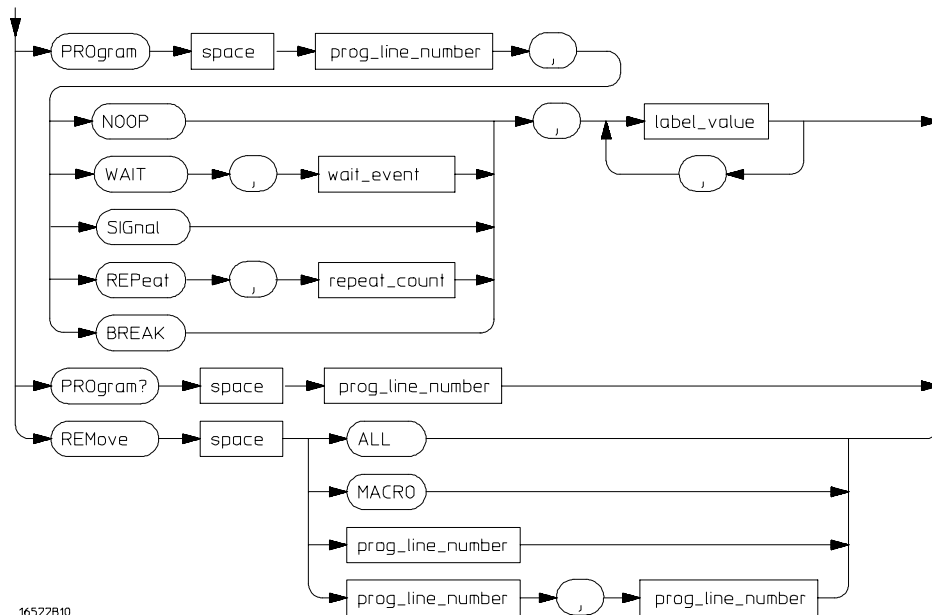 PROgram space prog_line_number ,
NOOP , label_value
WAIT , wait_event ,
SIGnal
REPeat , repeat_count
BREAK
PROgram? space prog_line_number
REMove space ALL
MACRO
prog_line_number
prog_line_number , prog_line_number
16522B10